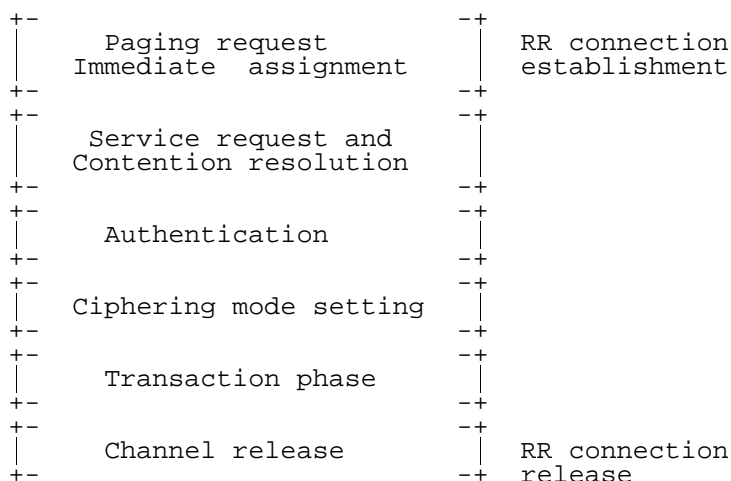 Paging request RR connection
Immediate assignment establishment
Service request and
Contention resolution
Authentication
Ciphering mode setting
Transaction phase
Channel release RR connection
release